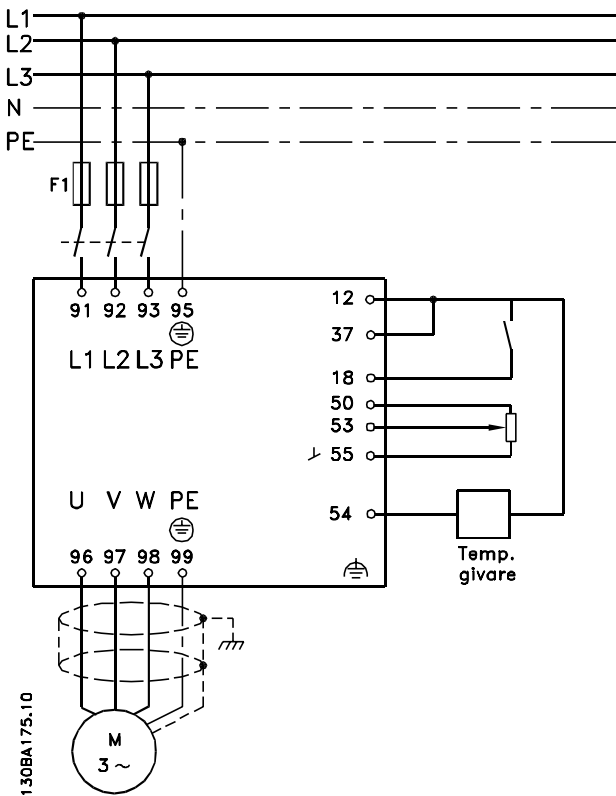 L1
L2
L3
N
PE
F1
91 92 93 95
L1 L2 L3 PE
12
37
18
50
53
55
54
U V W PE
96 97 98 99
Temp.
givare
M
3 ~
130BA175.10